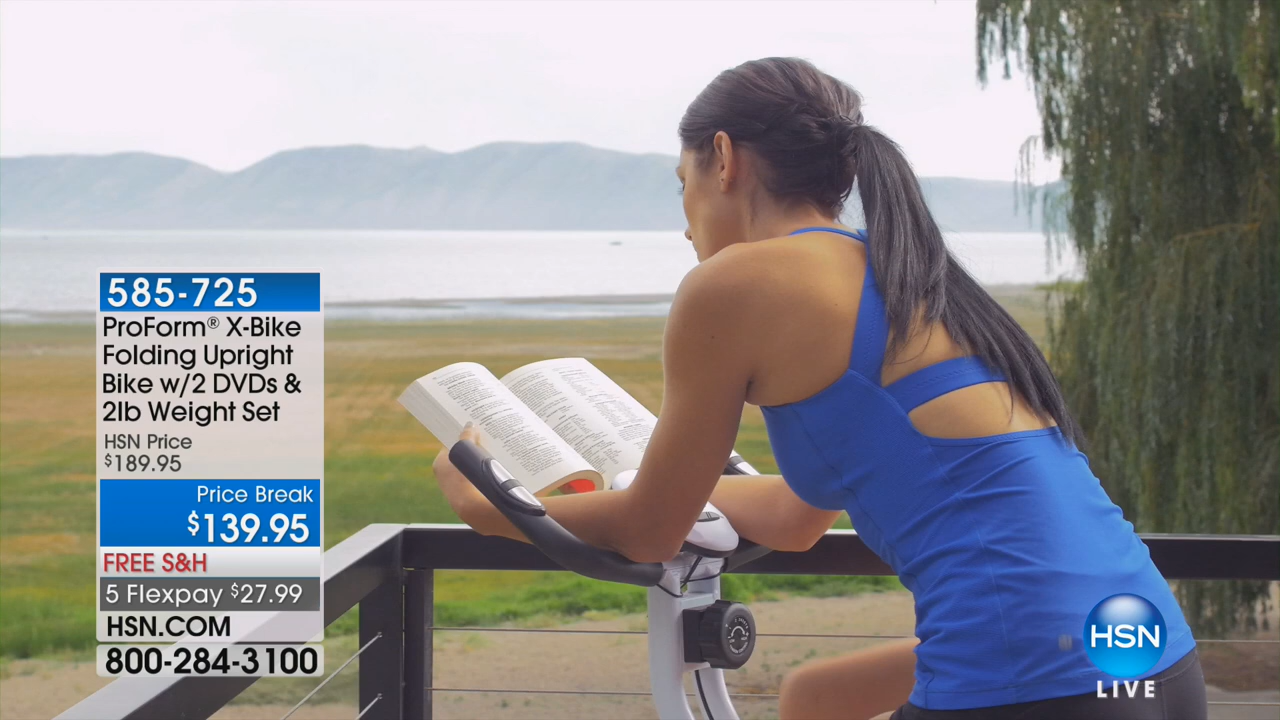 585-725
ProForm® X-Bike
Folding Upright
Bike w/2 DVDs &
2lb Weight Set
HSN Price
$189.95
Price Break
$139.95
FREE S&H
5 Flexpay $27.99
HSN.COM
800-284-3100
HSN
LIVE